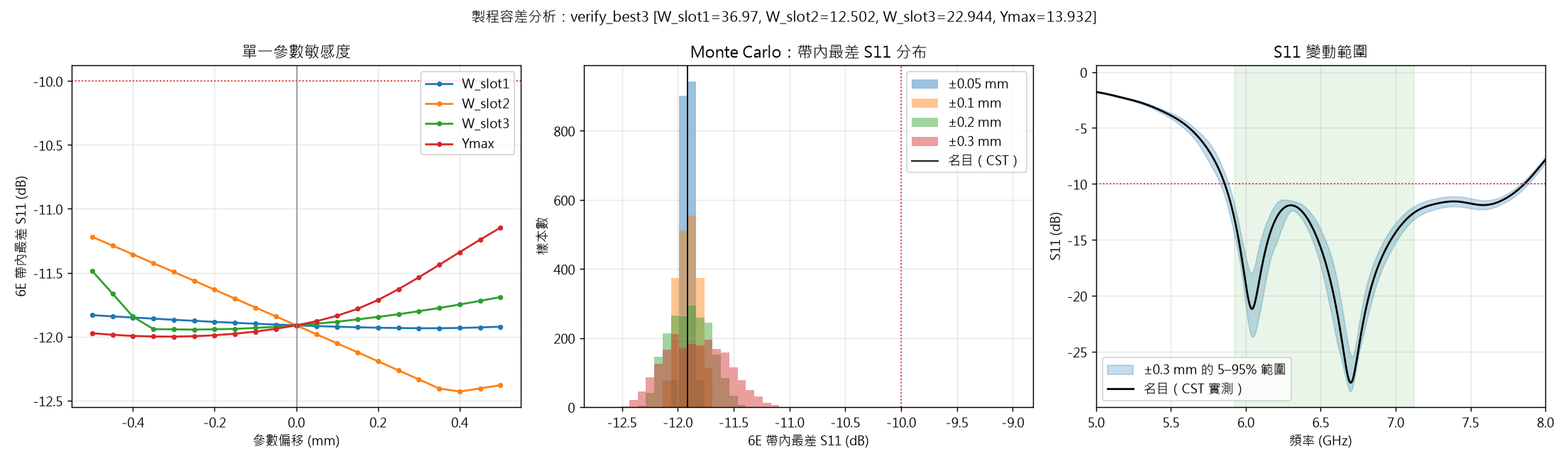 製程容差分析：verify_best3 [W_slot1=36.97, W_slot2=12.502, W_slot3=22.944, Ymax=13.932]
單一參數敏感度
6E 帶內最差 S11 (dB)
-10.0
-10.5
-11.0
-11.5
-12.0
-12.5
W_slot1
W_slot2
W_slot3
Ymax
-0.4
-0.2
0.0
0.2
0.4
參數偏移 (mm)
Monte Carlo：帶內最差 S11 分布
樣本數
800
600
400
200
0
±0.05 mm
±0.1 mm
±0.2 mm
±0.3 mm
名目（CST）
-12.5
-12.0
-11.5
-11.0
-10.5
-10.0
-9.5
-9.0
6E 帶內最差 S11 (dB)
S11 變動範圍
S11 (dB)
0
-5
-10
-15
-20
-25
±0.3 mm 的 5–95% 範圍
名目（CST 實測）
5.0
5.5
6.0
6.5
7.0
7.5
8.0
頻率 (GHz)